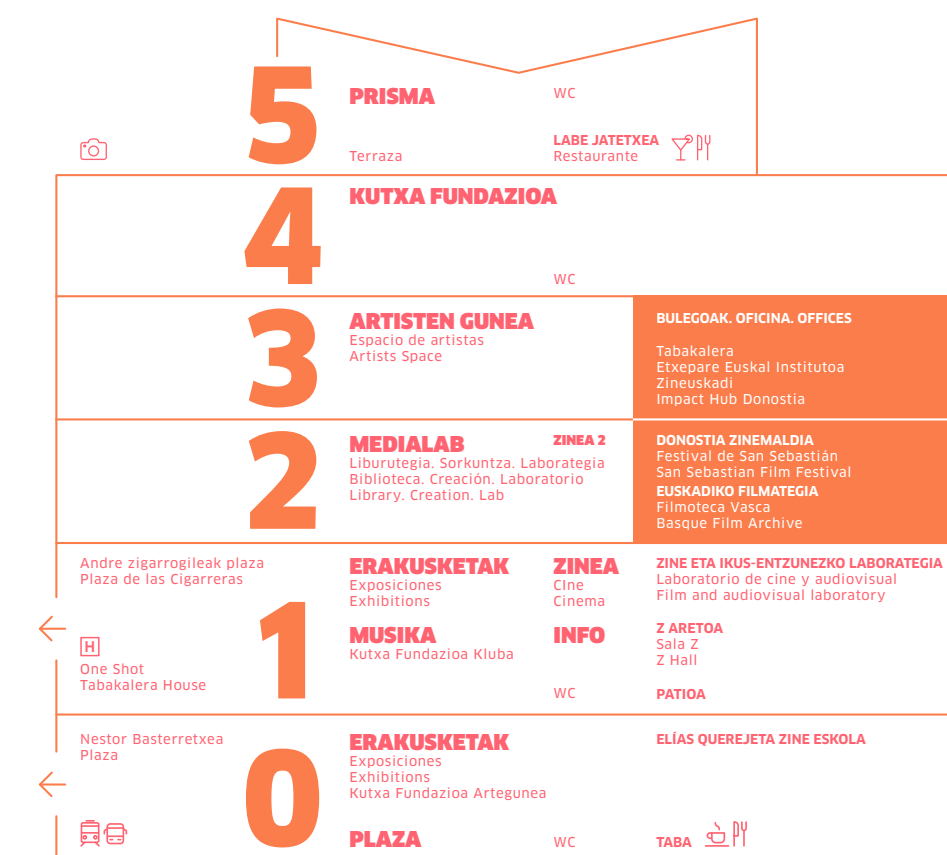 5
PRISMA
WC
Terraza
LABE JATETXEA
Restaurante
4
KUTXA FUNDAZIOA
WC
3
ARTISTEN GUNEA
Espacio de artistas
Artists Space
BULEGOAK. OFICINA. OFFICES
Tabakalera
Etxepare Euskal Institutoa
Zineuskadi
Impact Hub Donostia
2
MEDIALAB
Liburutegia. Sorkuntza. Laborategia
Biblioteca. Creación. Laboratorio
Library. Creation. Lab
ZINEA 2
DONOSTIA ZINEMALDIA
Festival de San Sebastián
San Sebastian Film Festival
EUSKADIKO FILMATEGIA
Filmoteca Vasca
Basque Film Archive
Andre zigarrogileak plaza
Plaza de las Cigarreras
H
One Shot
Tabakalera House
1
ERAKUSKETAK
Exposiciones
Exhibitions
MUSIKA
Kutxa Fundazioa Kluba
ZINEA
CIne
Cinema
INFO
WC
ZINE ETA IKUS-ENTZUNEZKO LABORATEGIA
Laboratorio de cine y audiovisual
Film and audiovisual laboratory
Z ARETOA
Sala Z
Z Hall
PATIOA
Nestor Basterretxea
Plaza
0
ERAKUSKETAK
Exposiciones
Exhibitions
Kutxa Fundazioa Artegunea
PLAZA
WC
ELÍAS QUEREJETA ZINE ESKOLA
TABA